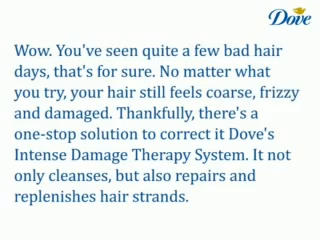 Dove
Wow. You've seen quite a few bad hair
days, that's for sure. No matter what
you try, your hair still feels coarse, frizzy
and damaged. Thankfully, there's a
one-stop solution to correct it Dove's
Intense Damage Therapy System. It not
only cleanses, but also repairs and
replenishes hair strands.